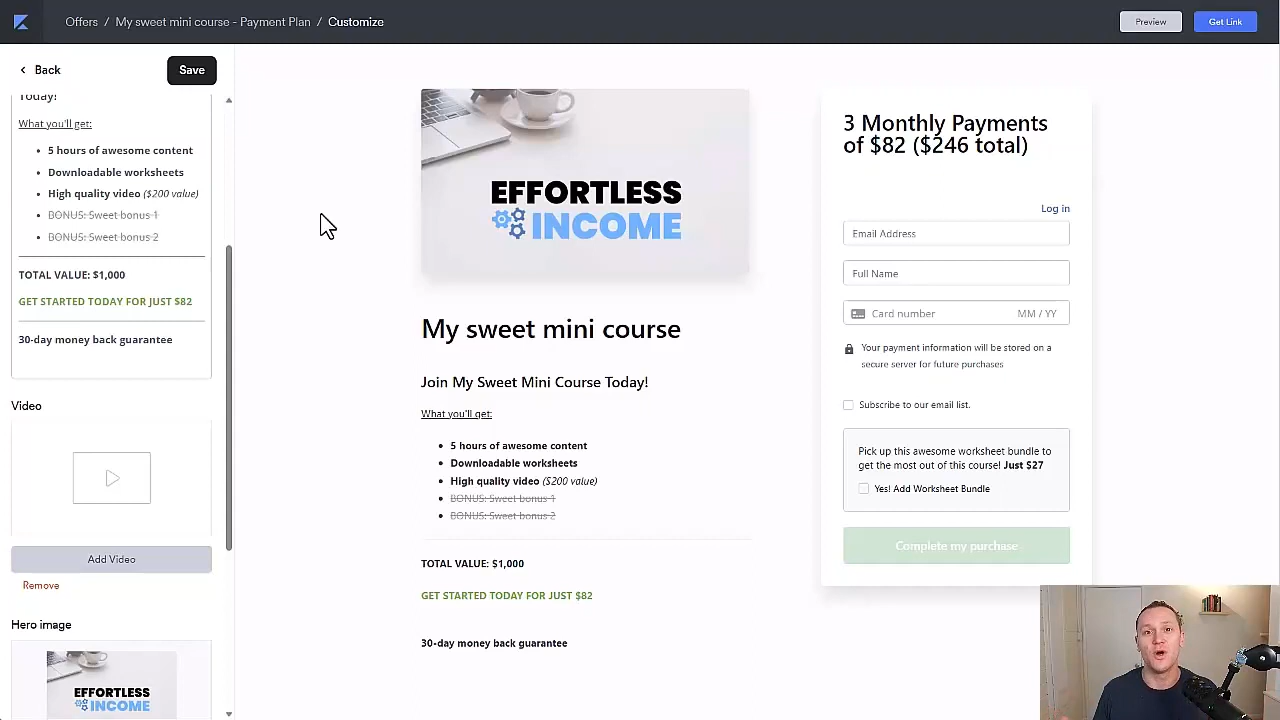 Offers / My sweet mini course - Payment Plan / Customize
Preview
Get Link
Back
Save
Today!
What you'll get:
5 hours of awesome content
Downloadable worksheets
High quality video ($200 value)
BONUS: Sweet bonus 1
BONUS: Sweet bonus 2
TOTAL VALUE: $1,000
GET STARTED TODAY FOR JUST $82
30-day money back guarantee
Video
Add Video
Remove
Hero image
EFFORTLESS
INCOME
EFFORTLESS
INCOME
My sweet mini course
Join My Sweet Mini Course Today!
What you'll get:
5 hours of awesome content
Downloadable worksheets
High quality video ($200 value)
BONUS: Sweet bonus 1
BONUS: Sweet bonus 2
TOTAL VALUE: $1,000
GET STARTED TODAY FOR JUST $82
30-day money back guarantee
3 Monthly Payments
of $82 ($246 total)
Log in
Email Address
Full Name
Card number MM / YY
Your payment information will be stored on a
secure server for future purchases
Subscribe to our email list.
Pick up this awesome worksheet bundle to
get the most out of this course! Just $27
Yes! Add Worksheet Bundle
Complete my purchase